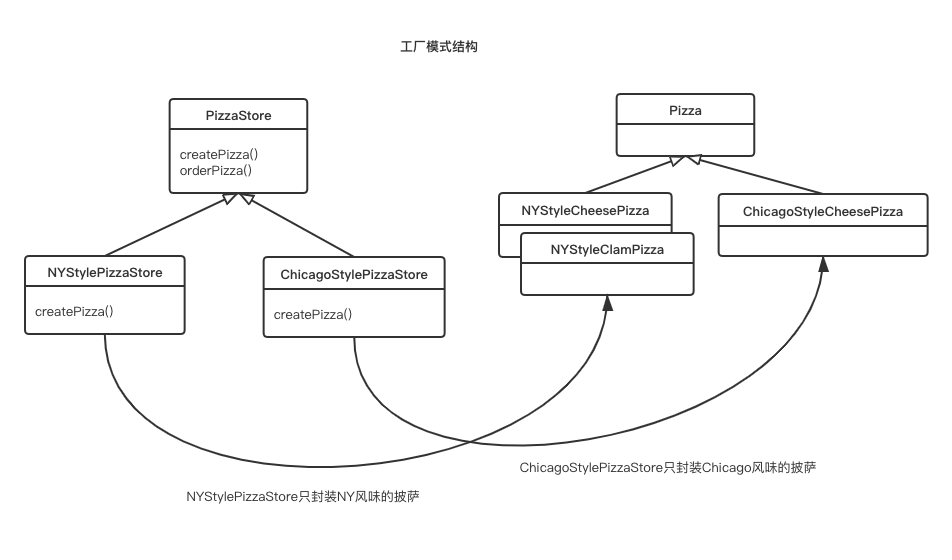 工厂模式结构
PizzaStore
createPizza()
orderPizza()
Pizza
NYStylePizzaStore
createPizza()
ChicagoStylePizzaStore
createPizza()
NYStyleCheesePizza
NYStyleClamPizza
ChicagoStyleCheesePizza
ChicagoStylePizzaStore只封装Chicago风味的披萨
NYStylePizzaStore只封装NY风味的披萨